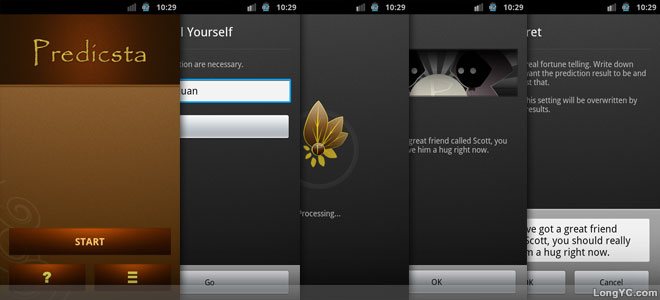 10:29
Predicsta
START
?
10:29
l Yourself
tion are necessary.
uan
Go
10:29
Processing...
10:29
great friend called Scott, you
ve him a hug right now.
OK
10:29
ret
real fortune telling. Write down
want the prediction result to be and
st that.
his setting will be overwritten by
results.
ve got a great friend
Scott, you should really
m a hug right now.
OK
Cancel
LongYC.com